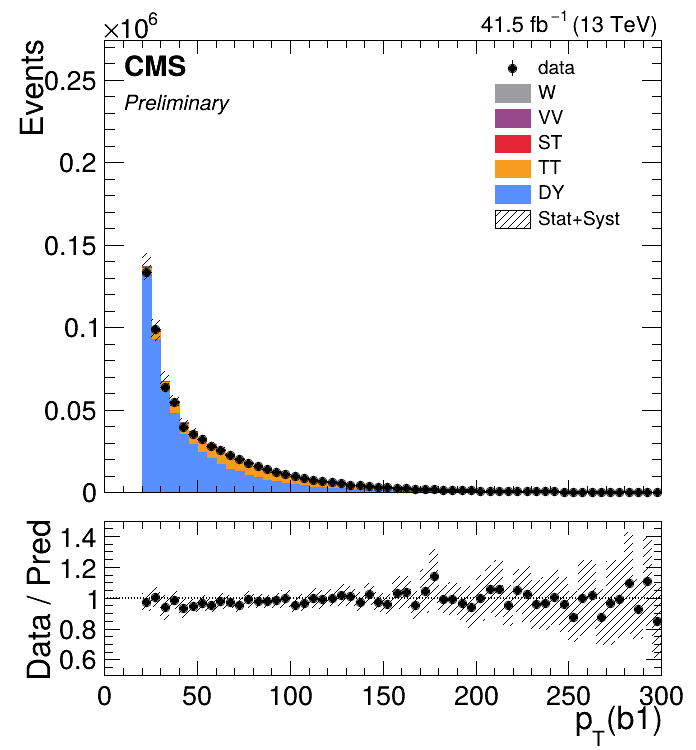 ×10⁶
41.5 fb⁻¹ (13 TeV)
CMS
Preliminary
data
W
VV
ST
TT
DY
Stat+Syst
Events
0.25
0.2
0.15
0.1
0.05
0
Data / Pred
1.4
1.2
1
0.8
0.6
0 50 100 150 200 250 300
p_T(b1)